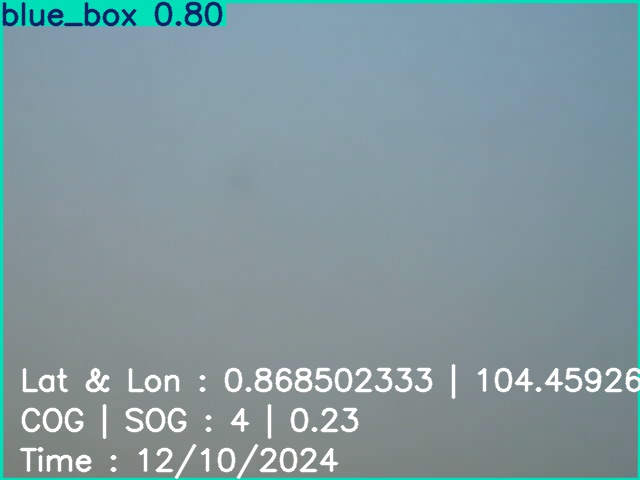 blue_box 0.80
Lat & Lon : 0.868502333 | 104.45926
COG | SOG : 4 | 0.23
Time : 12/10/2024